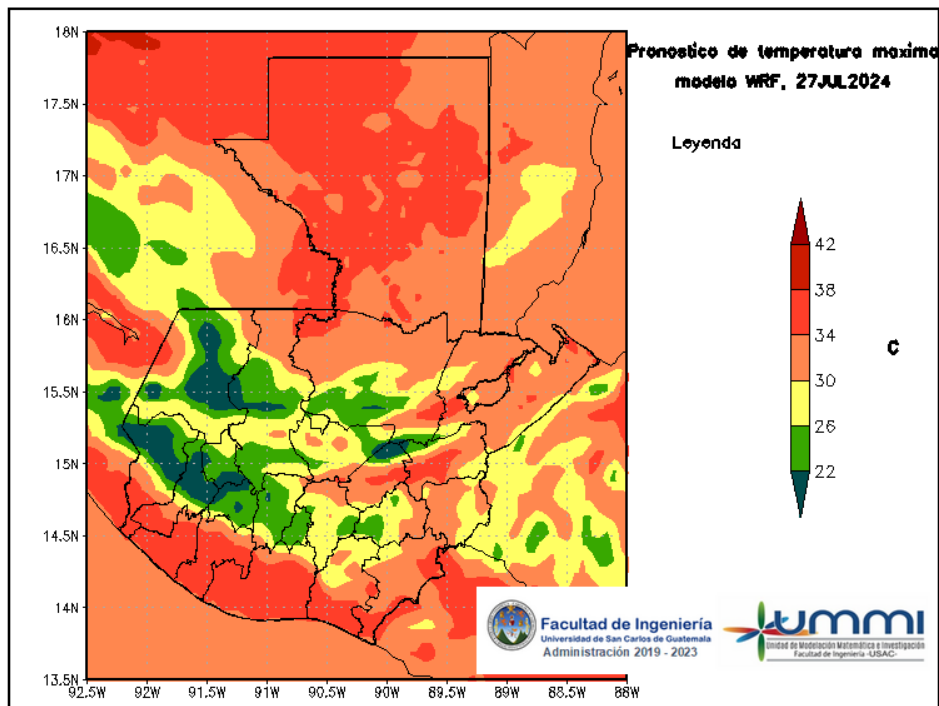 Pronostico de temperatura maxima
modelo WRF, 27JUL2024
Leyenda
18N
17.5N
17N
16.5N
16N
15.5N
15N
14.5N
14N
13.5N
92.5W
92W
91.5W
91W
90.5W
90W
89.5W
89W
88.5W
88W
42
38
34
30
26
22
C
Facultad de Ingeniería
Universidad de San Carlos de Guatemala
Administración 2019 - 2023
ummi
Unidad de Modelación Matemática e Investigación
Facultad de Ingeniería -USAC-